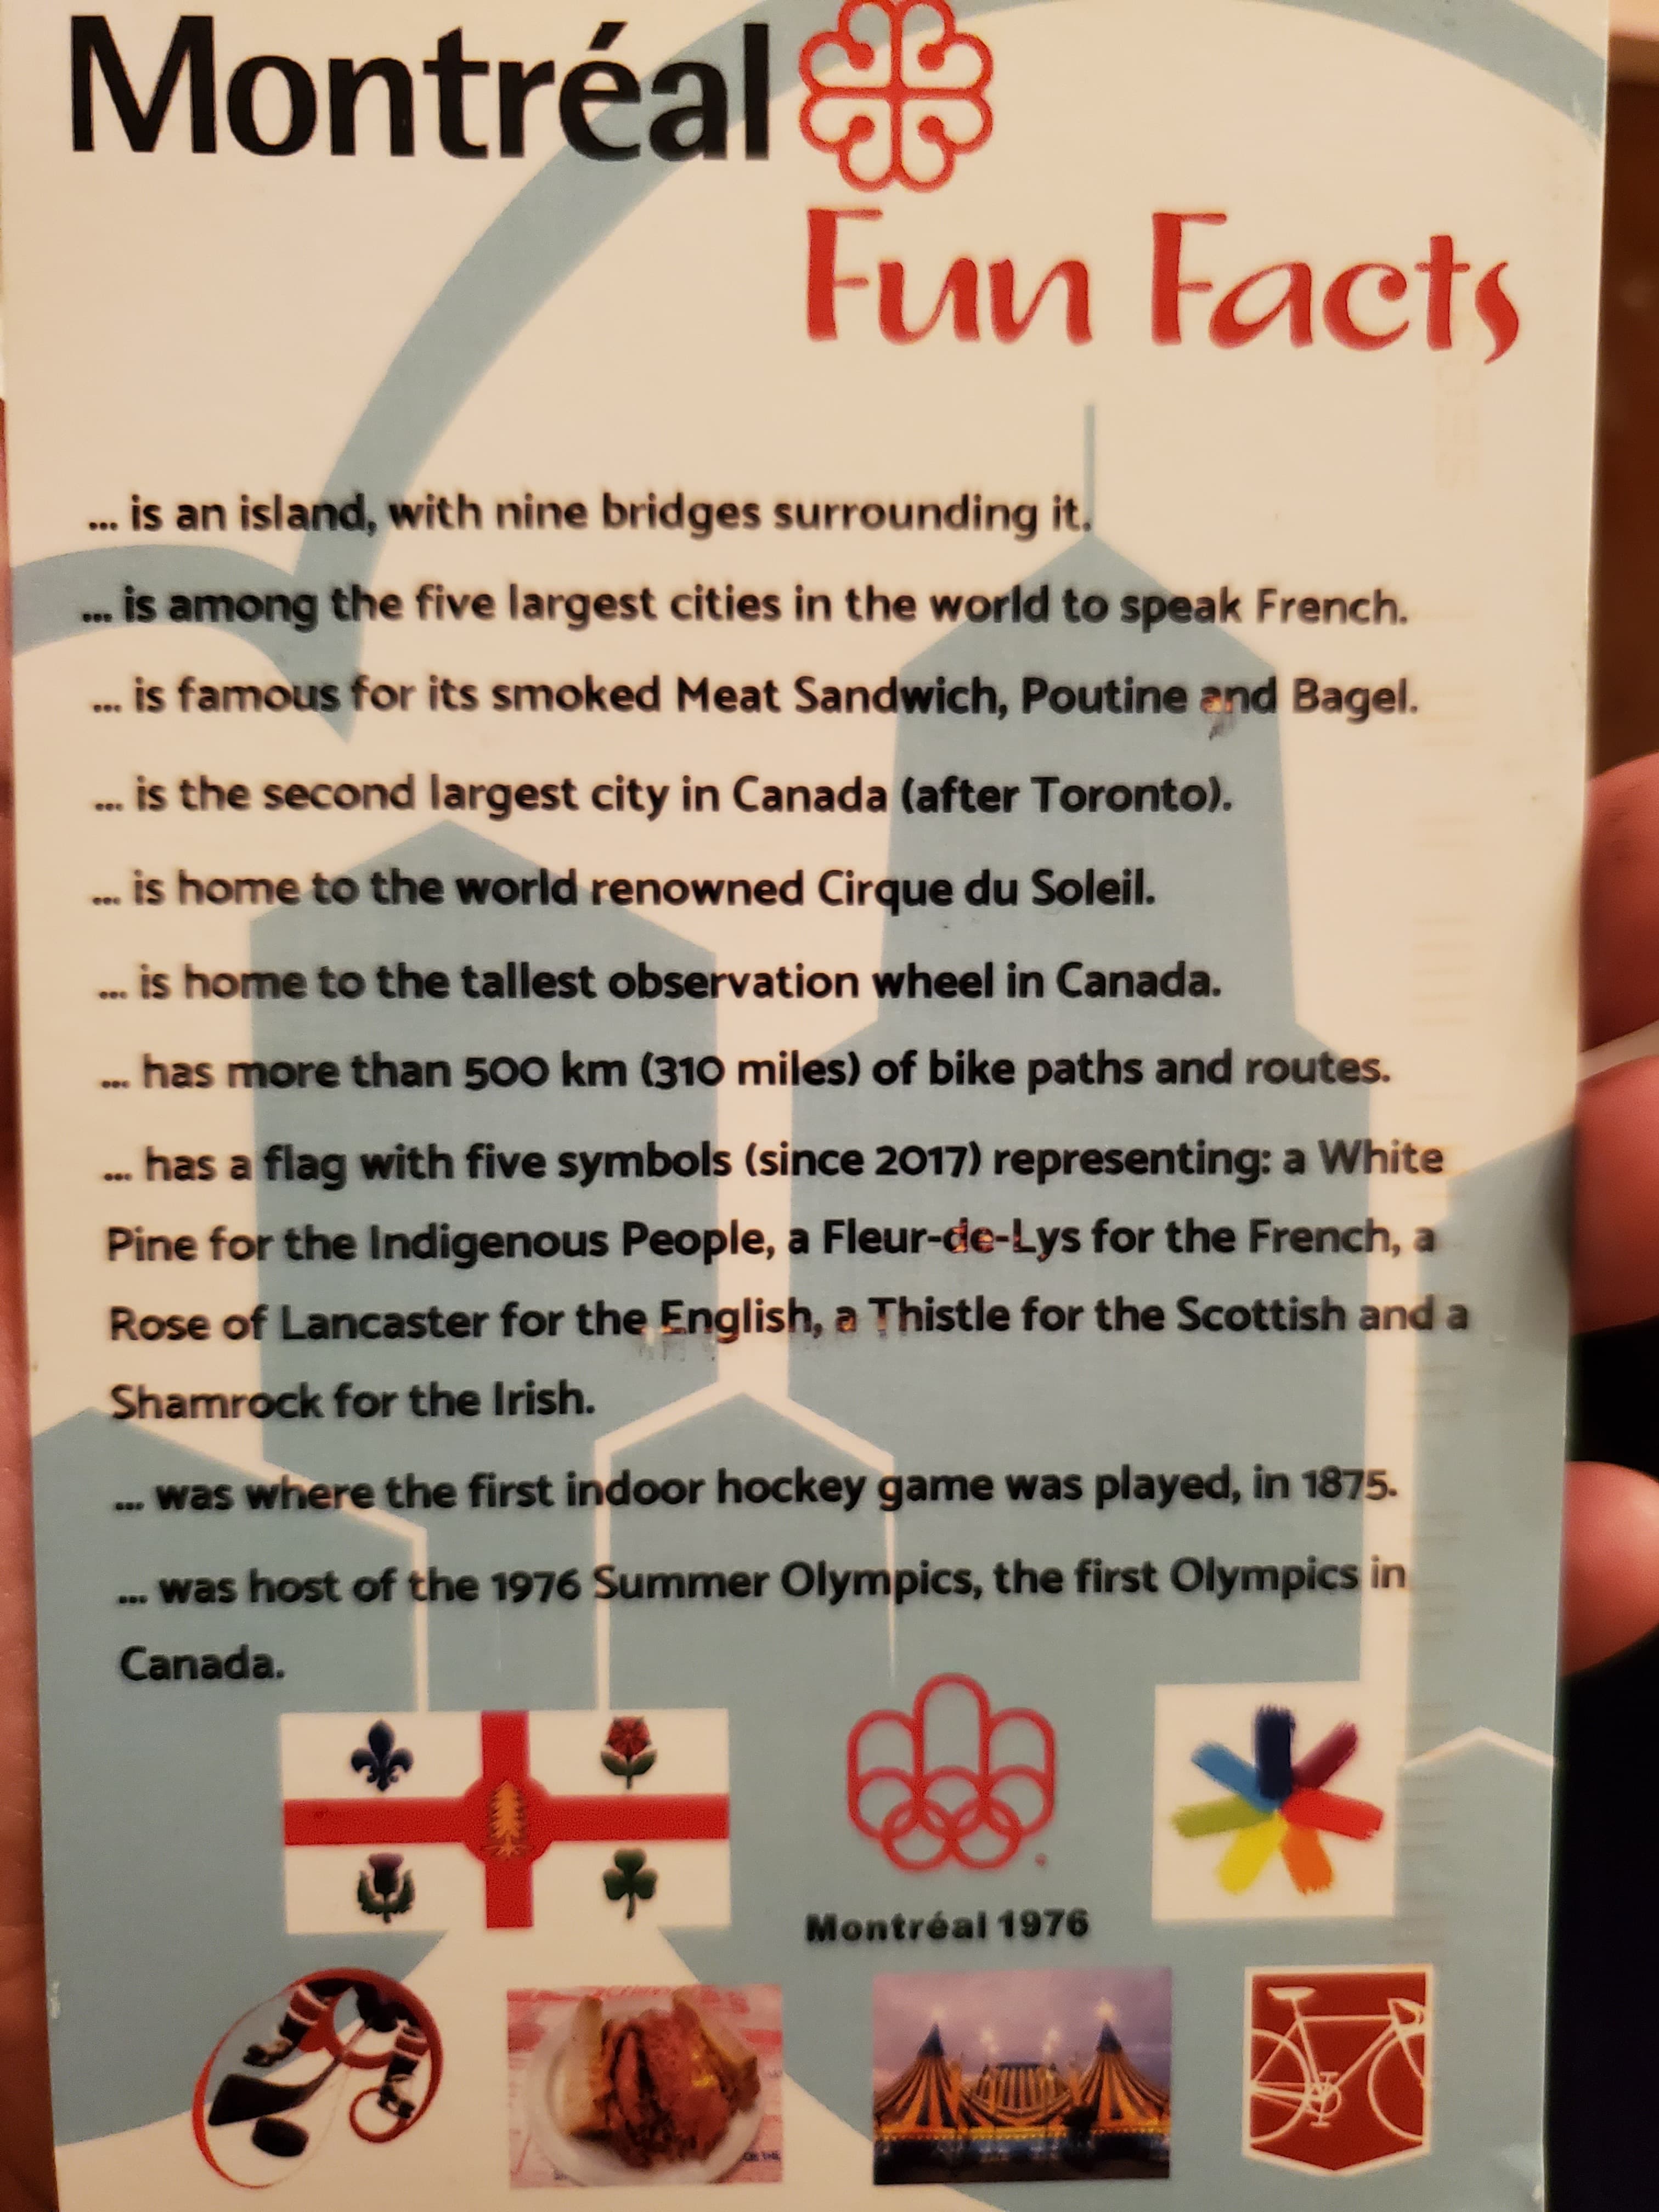 Montréal
Fun Facts
... is an island, with nine bridges surrounding it.
... is among the five largest cities in the world to speak French.
... is famous for its smoked Meat Sandwich, Poutine and Bagel.
... is the second largest city in Canada (after Toronto).
... is home to the world renowned Cirque du Soleil.
... is home to the tallest observation wheel in Canada.
... has more than 500 km (310 miles) of bike paths and routes.
... has a flag with five symbols (since 2017) representing: a White
Pine for the Indigenous People, a Fleur-de-Lys for the French, a
Rose of Lancaster for the English, a Thistle for the Scottish and a
Shamrock for the Irish.
... was where the first indoor hockey game was played, in 1875.
... was host of the 1976 Summer Olympics, the first Olympics in
Canada.
Montréal 1976